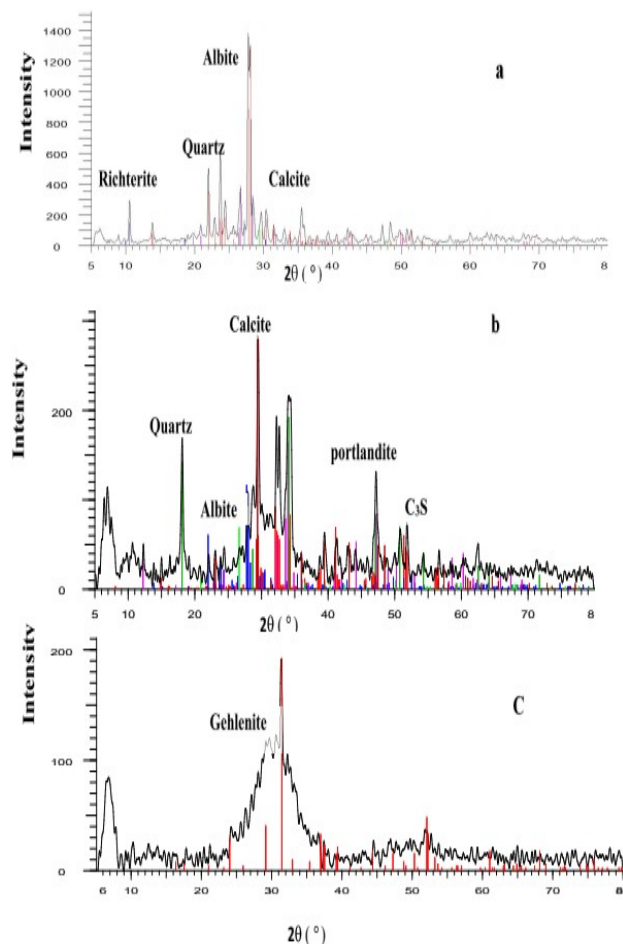 1400
1200
1000
800
600
400
200
0
Intensity
Albite
a
Quartz
Richterite
Calcite
5 10 20 30 40 50 60 70 8
2θ ( °)
Calcite
b
Intensity
200
Quartz
portlandite
Albite
C₃S
0
5 10 20 30 40 50 60 70 8
2θ ( °)
200
Intensity
C
Gehlenite
100
0
6 10 20 30 40 50 60 70 80
2θ ( °)